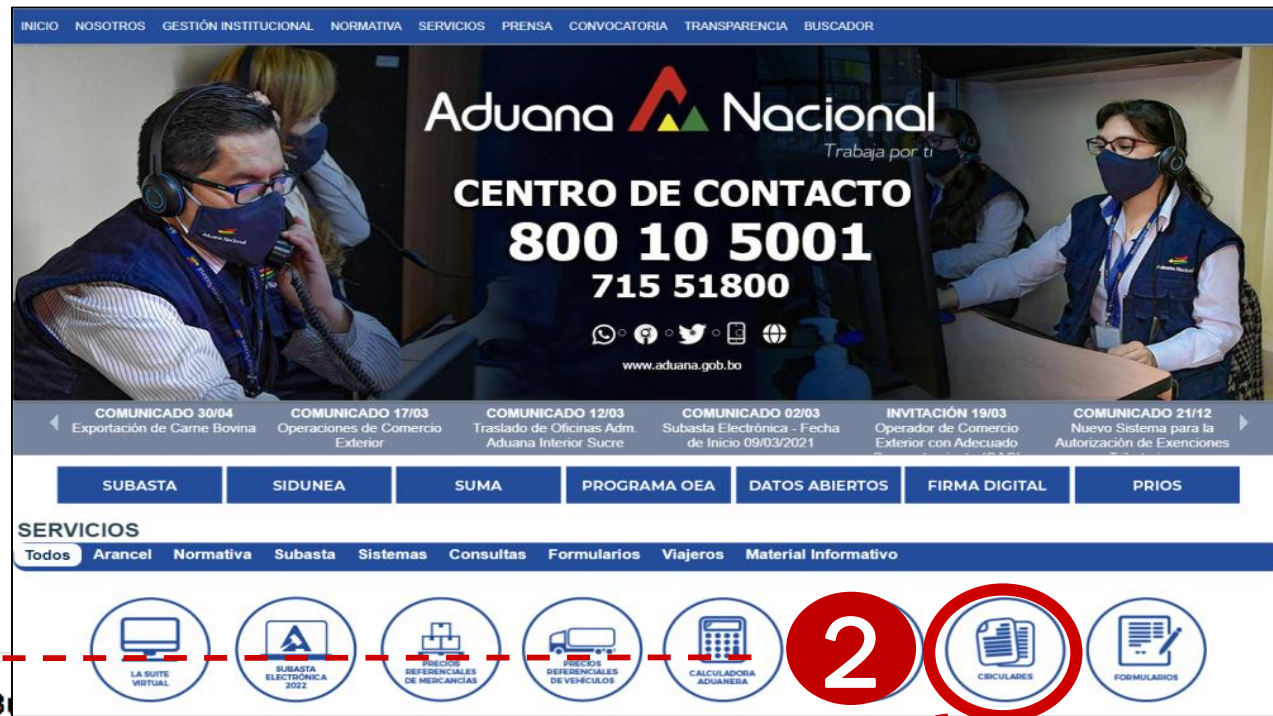 INICIO NOSOTROS GESTIÓN INSTITUCIONAL NORMATIVA SERVICIOS PRENSA CONVOCATORIA TRANSPARENCIA BUSCADOR
Aduana Nacional
Trabaja por ti
CENTRO DE CONTACTO
800 10 5001
715 51800
www.aduana.gob.bo
COMUNICADO 30/04
Exportación de Carne Bovina
COMUNICADO 17/03
Operaciones de Comercio
Exterior
COMUNICADO 12/03
Traslado de Oficinas Adm.
Aduana Interior Sucre
COMUNICADO 02/03
Subasta Electrónica - Fecha
de Inicio 09/03/2021
INVITACIÓN 19/03
Operador de Comercio
Exterior con Adecuado
COMUNICADO 21/12
Nuevo Sistema para la
Autorización de Exenciones
SUBASTA SIDUNEA SUMA PROGRAMA OEA DATOS ABIERTOS FIRMA DIGITAL PRIOS
SERVICIOS
Todos Arancel Normativa Subasta Sistemas Consultas Formularios Viajeros Material Informativo
LA SUITE
VIRTUAL
SUBASTA
ELECTRÓNICA
2022
PRECIOS
REFERENCIALES
DE MERCANCÍAS
PRECIOS
REFERENCIALES
DE VEHÍCULOS
CALCULADORA
ADUANERA
2
CIRCULARES
FORMULARIOS